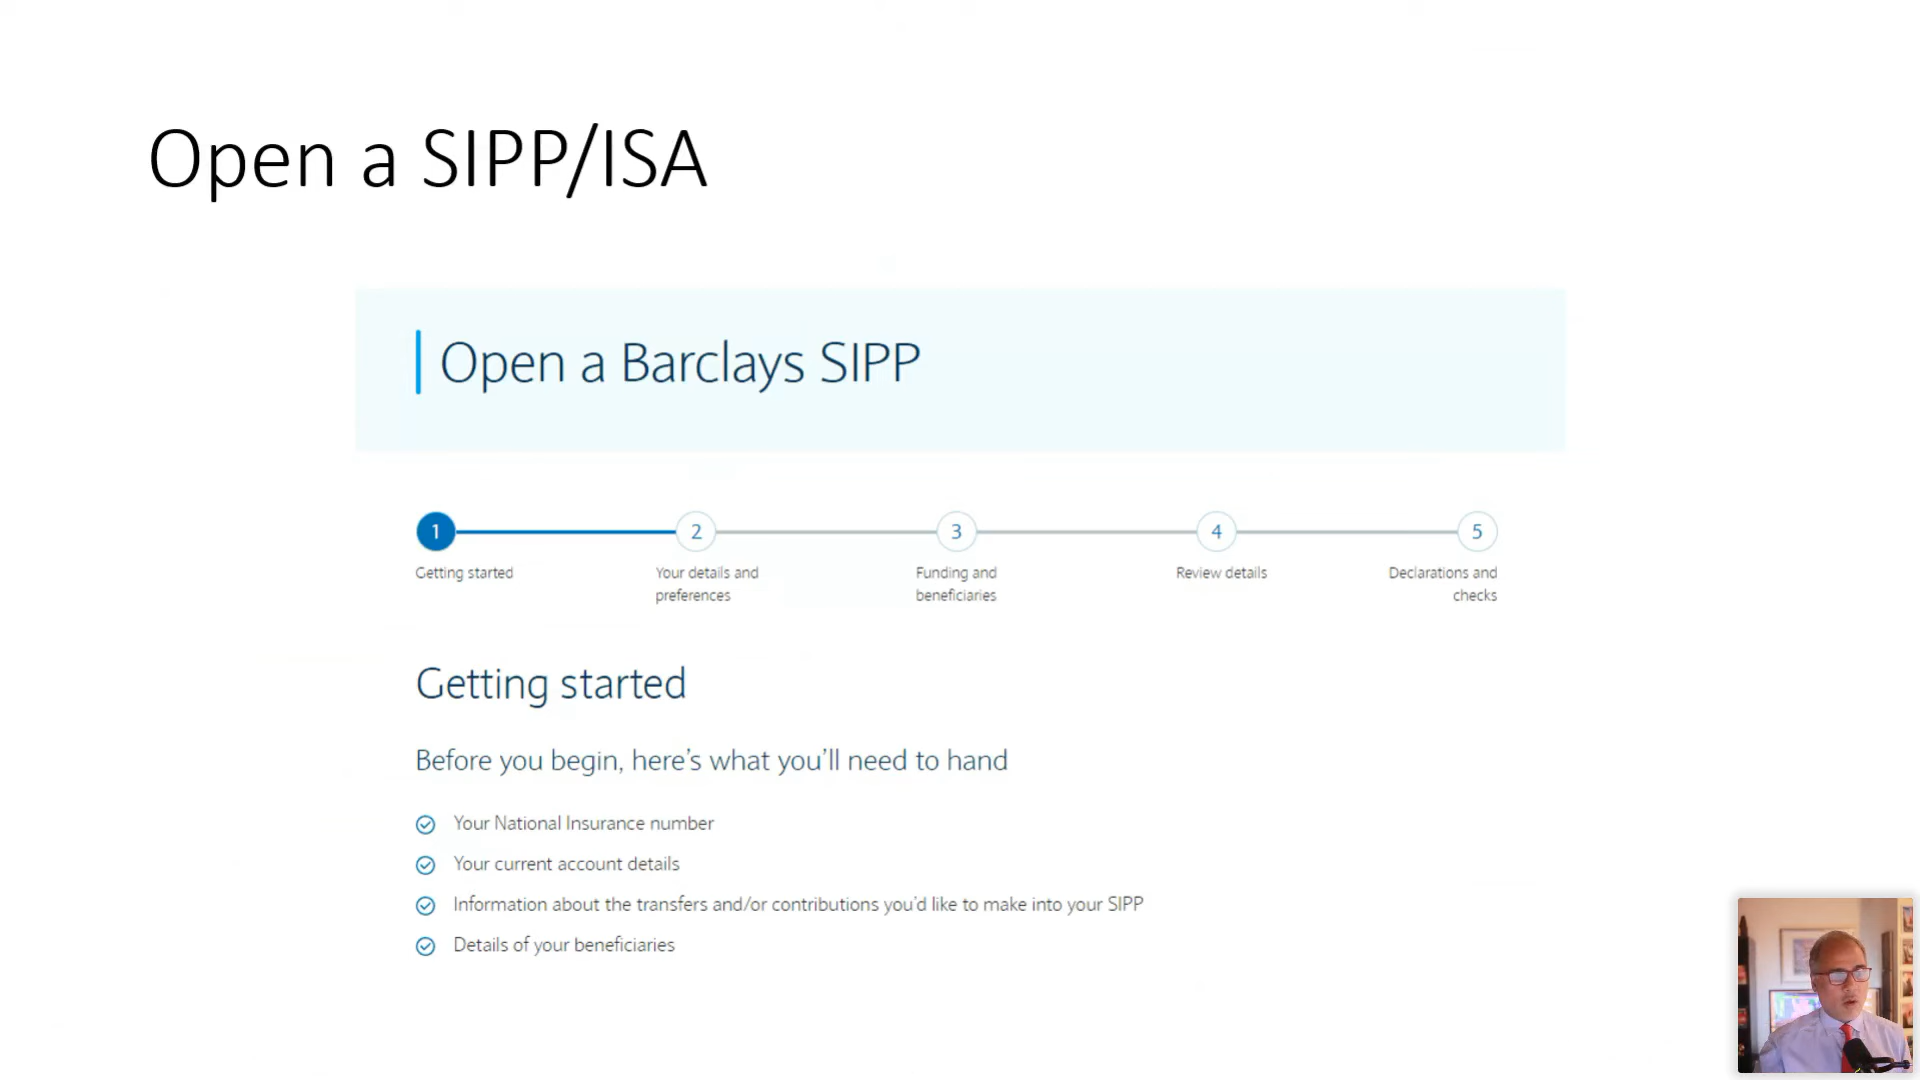 Open a SIPP/ISA
Open a Barclays SIPP
1
2
3
4
5
Getting started
Your details and
preferences
Funding and
beneficiaries
Review details
Declarations and
checks
Getting started
Before you begin, here’s what you’ll need to hand
Your National Insurance number
Your current account details
Information about the transfers and/or contributions you’d like to make into your SIPP
Details of your beneficiaries